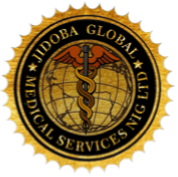 JIDOBA GLOBAL
MEDICAL SERVICES NIG LTD.